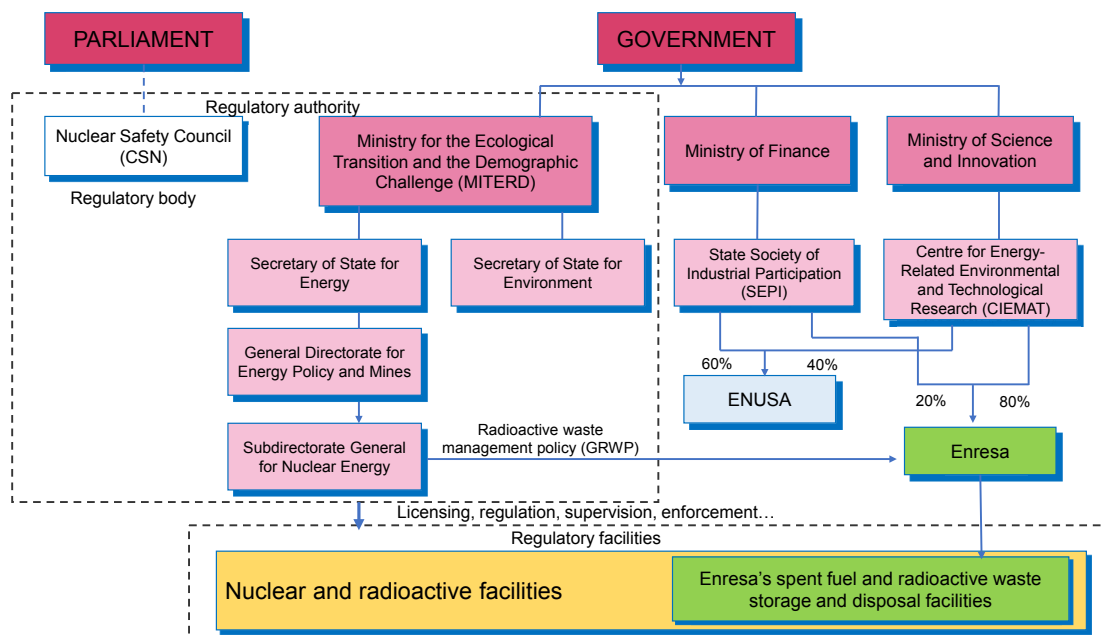 PARLIAMENT
GOVERNMENT
Regulatory authority
Nuclear Safety Council
(CSN)
Regulatory body
Ministry for the Ecological
Transition and the Demographic
Challenge (MITERD)
Ministry of Finance
Ministry of Science
and Innovation
Secretary of State for
Energy
Secretary of State for
Environment
State Society of
Industrial Participation
(SEPI)
Centre for Energy-
Related Environmental
and Technological
Research (CIEMAT)
General Directorate for
Energy Policy and Mines
60%
40%
ENUSA
20%
80%
Subdirectorate General
for Nuclear Energy
Radioactive waste
management policy (GRWP)
Enresa
Licensing, regulation, supervision, enforcement…
Regulatory facilities
Nuclear and radioactive facilities
Enresa’s spent fuel and radioactive waste
storage and disposal facilities